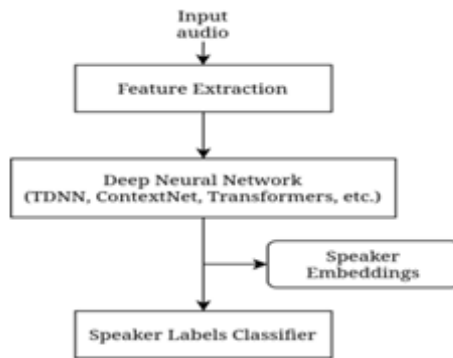 Input
audio
Feature Extraction
Deep Neural Network
(TDNN, ContextNet, Transformers, etc.)
Speaker
Embeddings
Speaker Labels Classifier